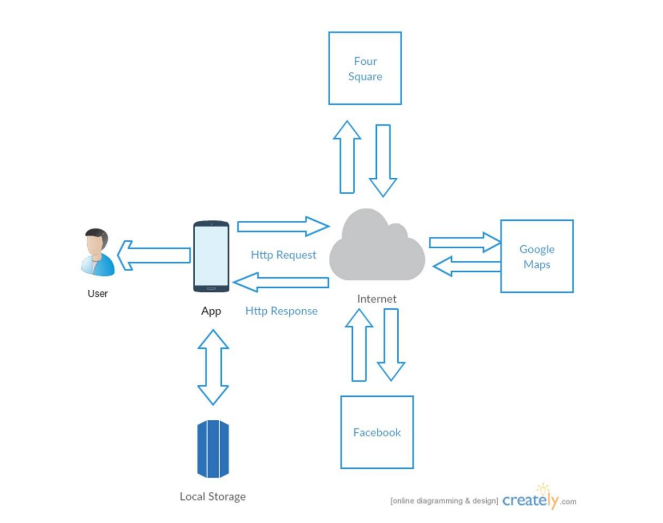 Four
Square
Http Request
Google
Maps
User
Internet
App
Http Response
Facebook
Local Storage
[online diagramming & design] creately.com